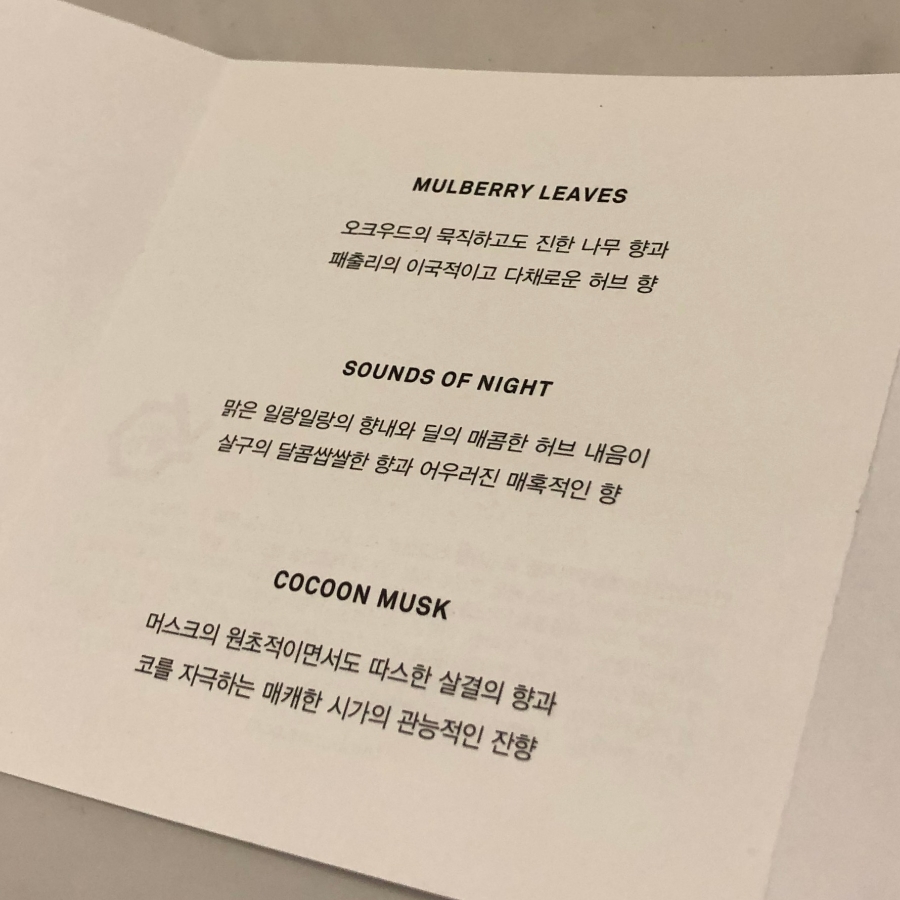 MULBERRY LEAVES
오크우드의 묵직하고도 진한 나무 향과
패출리의 이국적이고 다채로운 허브 향
SOUNDS OF NIGHT
맑은 일랑일랑의 향내와 딜의 매콤한 허브 내음이
살구의 달콤쌉쌀한 향과 어우러진 매혹적인 향
COCOON MUSK
머스크의 원초적이면서도 따스한 살결의 향과
코를 자극하는 매캐한 시가의 관능적인 잔향